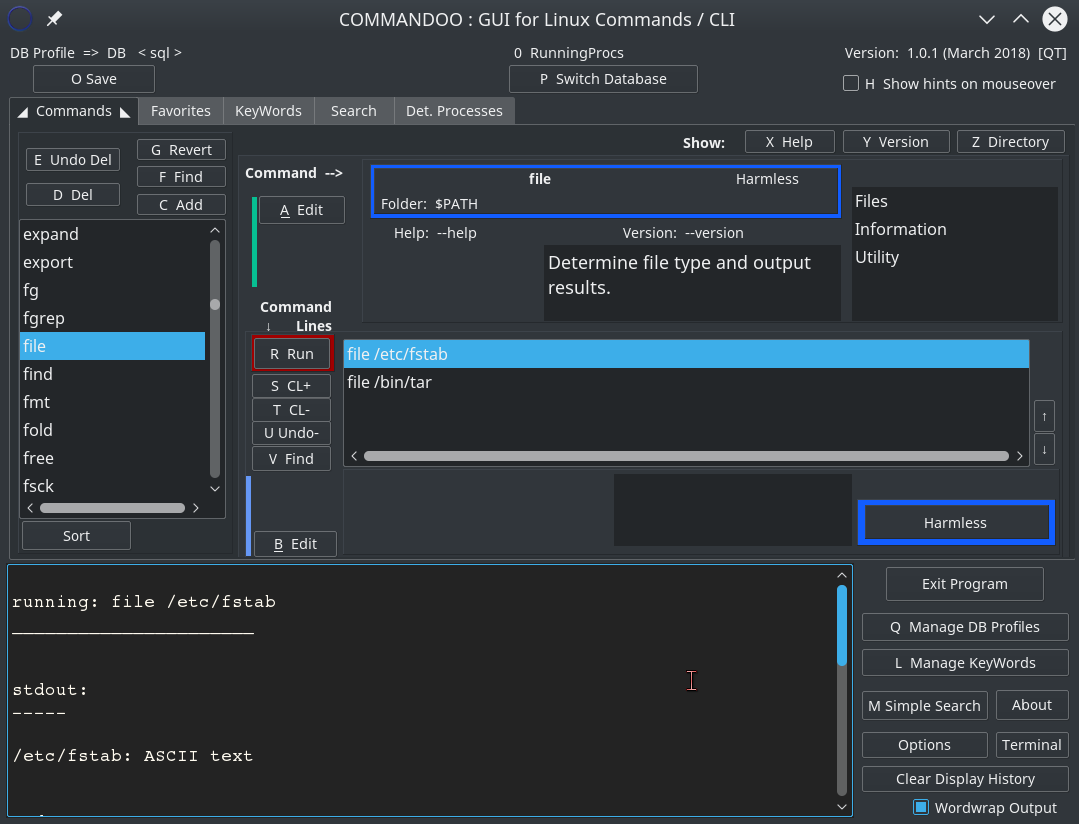 COMMANDOO : GUI for Linux Commands / CLI
DB Profile => DB < sql >
0 RunningProcs
Version: 1.0.1 (March 2018) [QT]
O Save
P Switch Database
H Show hints on mouseover
Commands
Favorites
KeyWords
Search
Det. Processes
E Undo Del
D Del
G Revert
F Find
C Add
expand
export
fg
fgrep
file
find
fmt
fold
free
fsck
Sort
Show:
X Help
Y Version
Z Directory
Command -->
A Edit
file
Harmless
Folder: $PATH
Help: --help
Version: --version
Determine file type and output
results.
Files
Information
Utility
Command
↓ Lines
R Run
S CL+
T CL-
U Undo-
V Find
file /etc/fstab
file /bin/tar
↑
↓
B Edit
Harmless
running: file /etc/fstab
______________________
stdout:
-----
/etc/fstab: ASCII text
Exit Program
Q Manage DB Profiles
L Manage KeyWords
M Simple Search
About
Options
Terminal
Clear Display History
Wordwrap Output